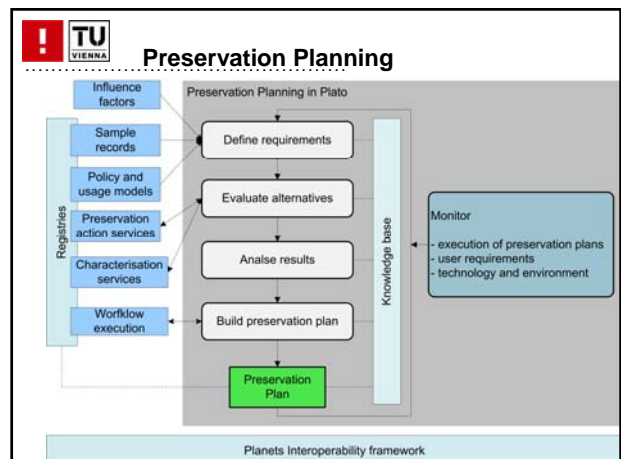 !
TU
VIENNA
Preservation Planning
Influence
factors
Preservation Planning in Plato
Sample
records
Define requirements
Policy and
usage models
Evaluate alternatives
Preservation
action services
Registries
Characterisation
services
Analse results
Knowledge base
Monitor
- execution of preservation plans
- user requirements
- technology and environment
Worfklow
execution
Build preservation plan
Preservation
Plan
Planets Interoperability framework